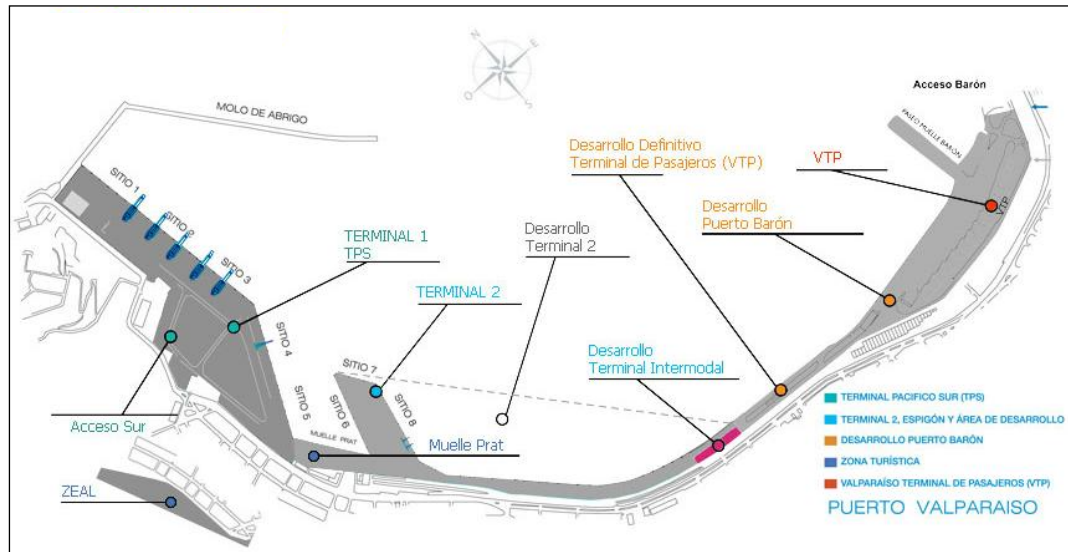 N
E
O
S
MOLO DE ABRIGO
Acceso Barón
PASEO MUELLE BARÓN
Desarrollo Definitivo
Terminal de Pasajeros (VTP)
VTP
VTP
SITIO 1
SITIO 2
SITIO 3
Desarrollo
Puerto Barón
TERMINAL 1
TPS
Desarrollo
Terminal 2
TERMINAL 2
SITIO 4
Desarrollo
Terminal Intermodal
SITIO 7
SITIO 5
SITIO 6
SITIO 8
Acceso Sur
MUELLE PRAT
Muelle Prat
ZEAL
TERMINAL PACIFICO SUR (TPS)
TERMINAL 2, ESPIGÓN Y ÁREA DE DESARROLLO
DESARROLLO PUERTO BARÓN
ZONA TURÍSTICA
VALPARAÍSO TERMINAL DE PASAJEROS (VTP)
PUERTO VALPARAISO